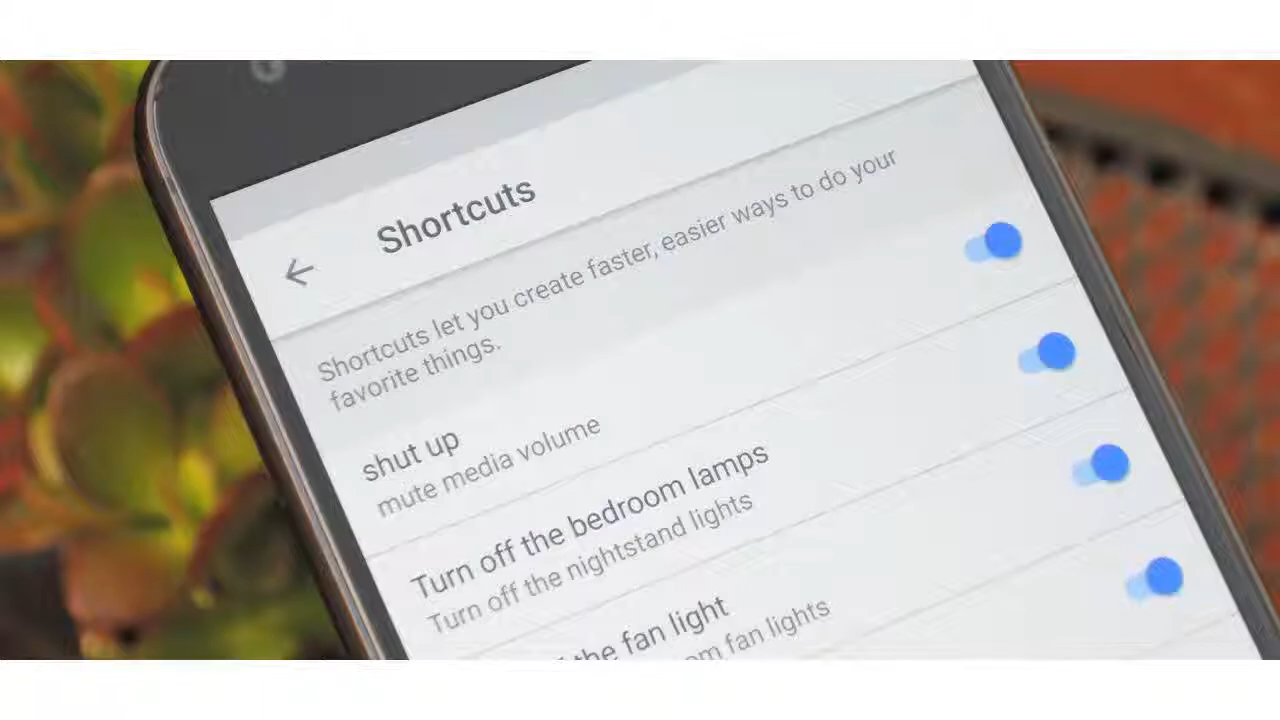 Shortcuts
Shortcuts let you create faster, easier ways to do your
favorite things.
shut up
mute media volume
Turn off the bedroom lamps
Turn off the nightstand lights
the fan light
fan lights